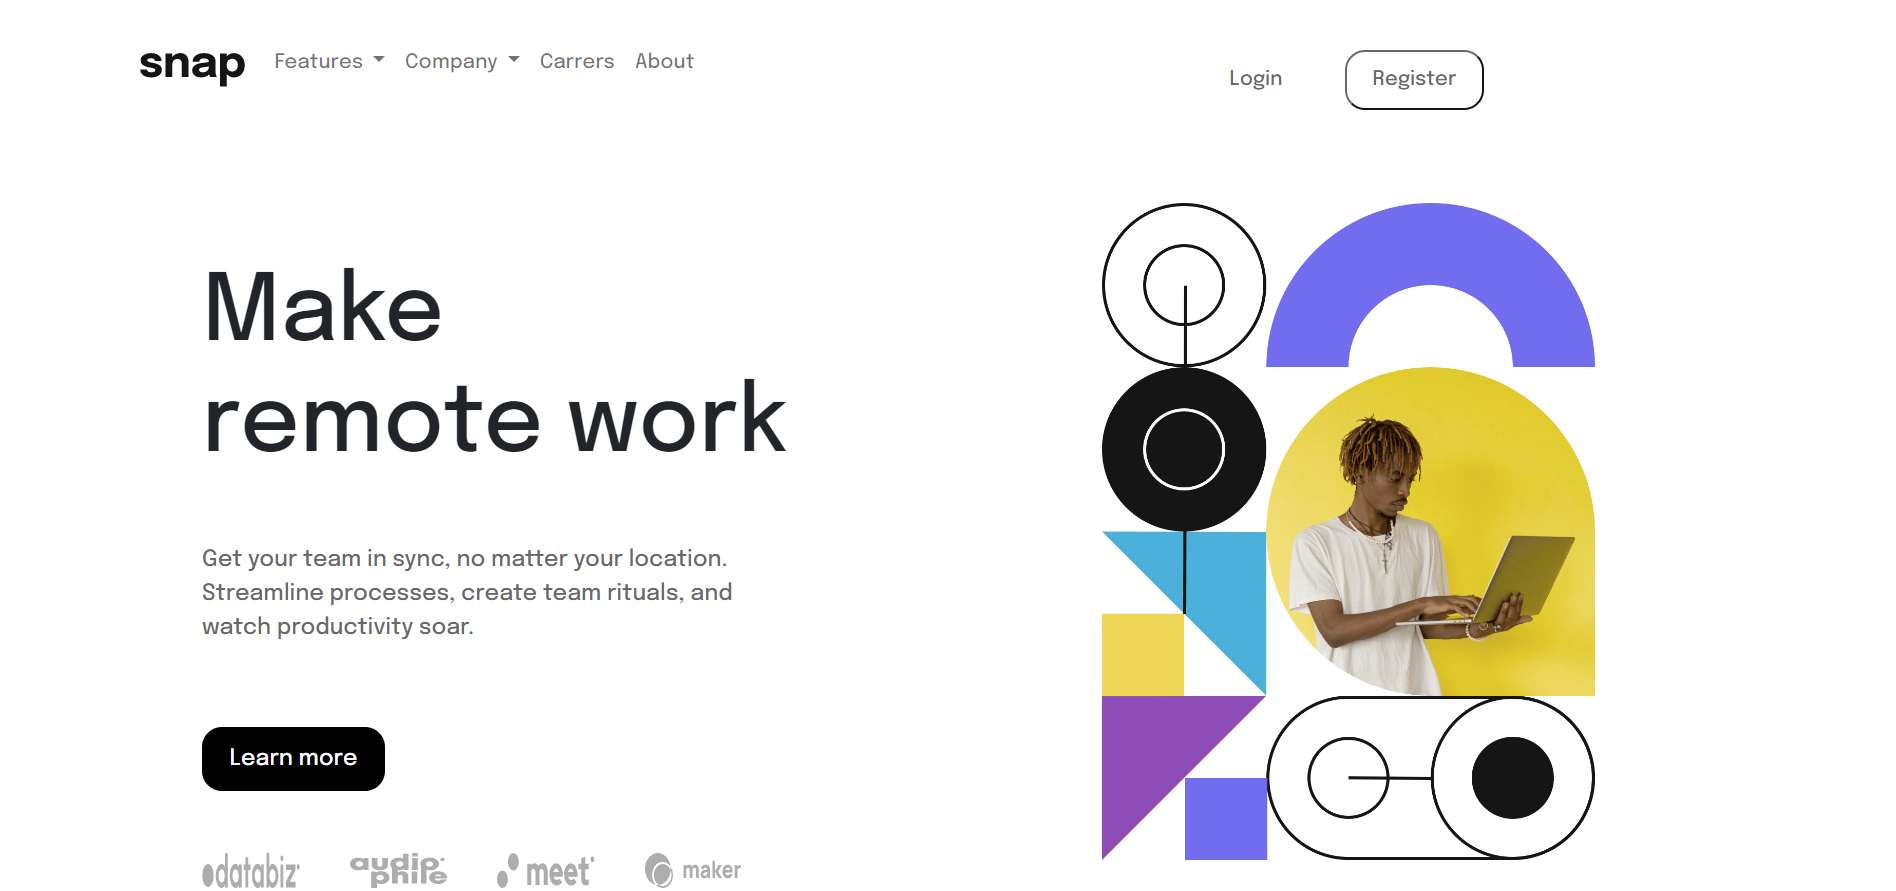 snap Features Company Carrers About Login Register
Make
remote work
Get your team in sync, no matter your location.
Streamline processes, create team rituals, and
watch productivity soar.
Learn more
databiz audiophile meet maker